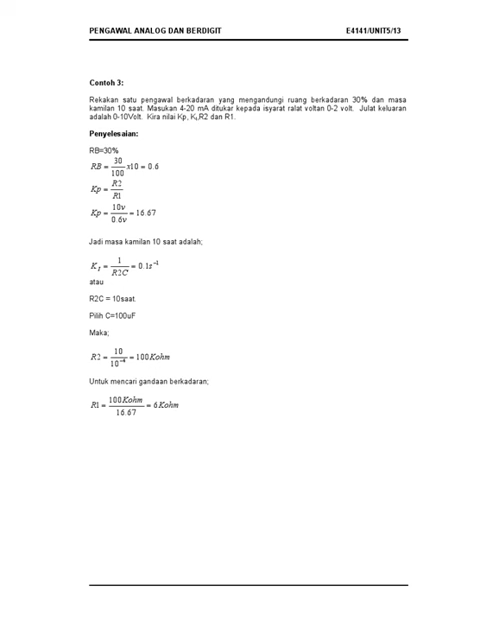 PENGAWAL ANALOG DAN BERDIGIT E4141/UNIT5/13
Contoh 3:
Rekakan satu pengawal berkadaran yang mengandungi ruang berkadaran 30% dan masa
kamilan 10 saat. Masukan 4-20 mA ditukar kepada isyarat ralat voltan 0-2 volt. Julat keluaran
adalah 0-10Volt. Kira nilai Kp, K_I,R2 dan R1.
Penyelesaian:
RB=30%
RB = 30/100 x10 = 0.6
Kp = R2/R1
Kp = 10v/0.6v = 16.67
Jadi masa kamilan 10 saat adalah;
K_I = 1/R2C = 0.1s^-1
atau
R2C = 10saat.
Pilih C=100uF
Maka;
R2 = 10/10^-4 = 100Kohm
Untuk mencari gandaan berkadaran;
R1 = 100Kohm/16.67 = 6Kohm